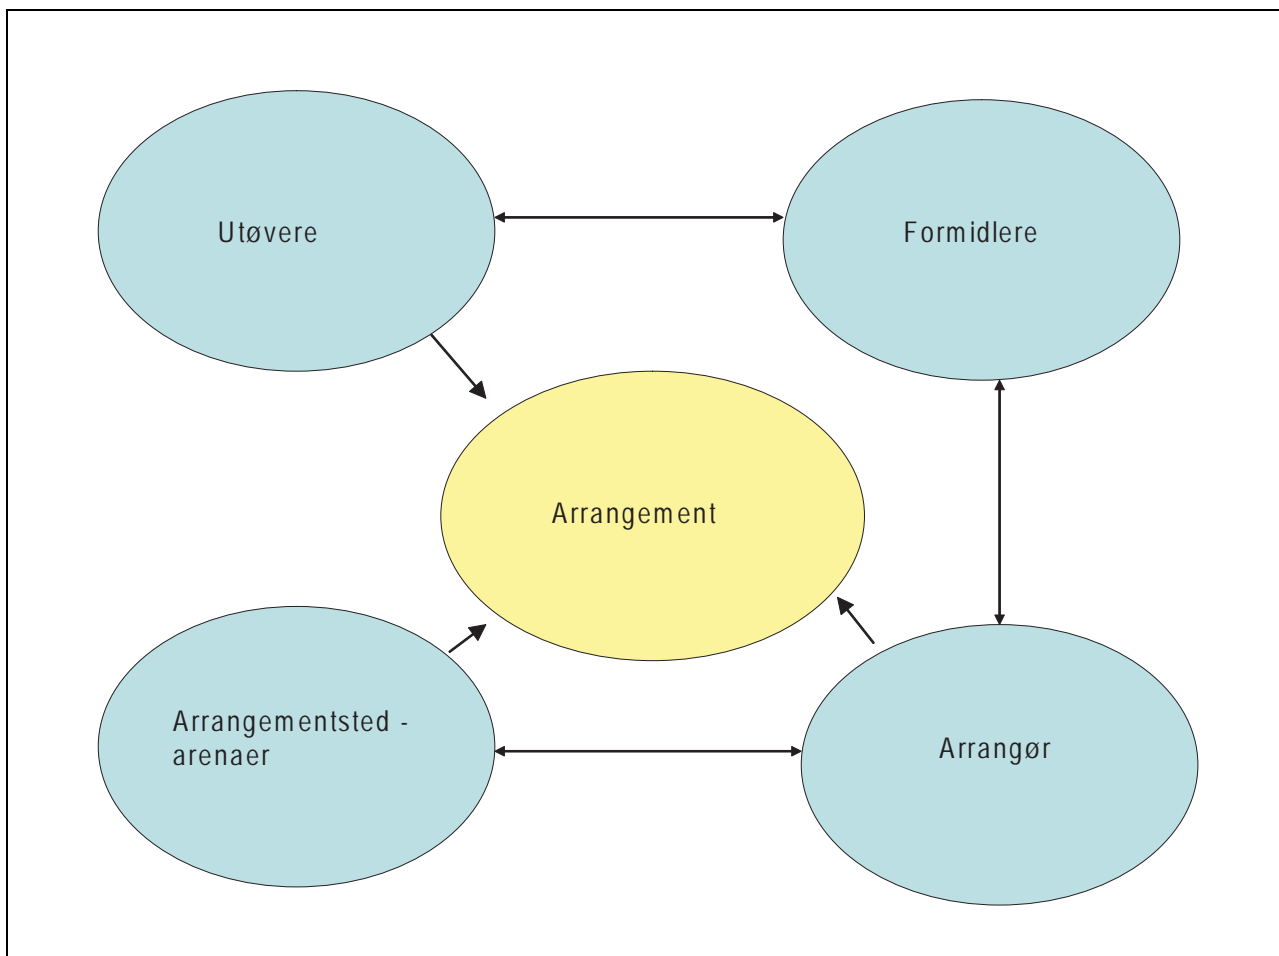 Utøvere
Formidlere
Arrangement
Arrangementsted -
arenaer
Arrangør